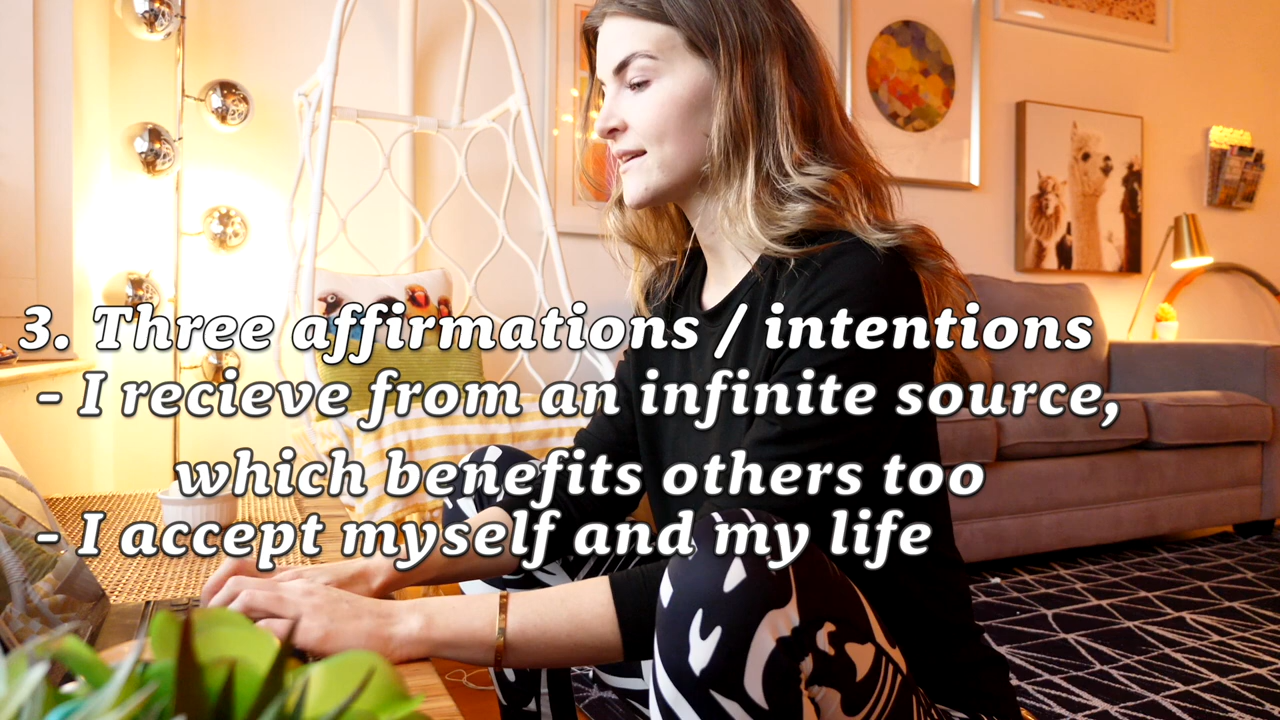 3. Three affirmations / intentions
- I recieve from an infinite source,
which benefits others too
- I accept myself and my life